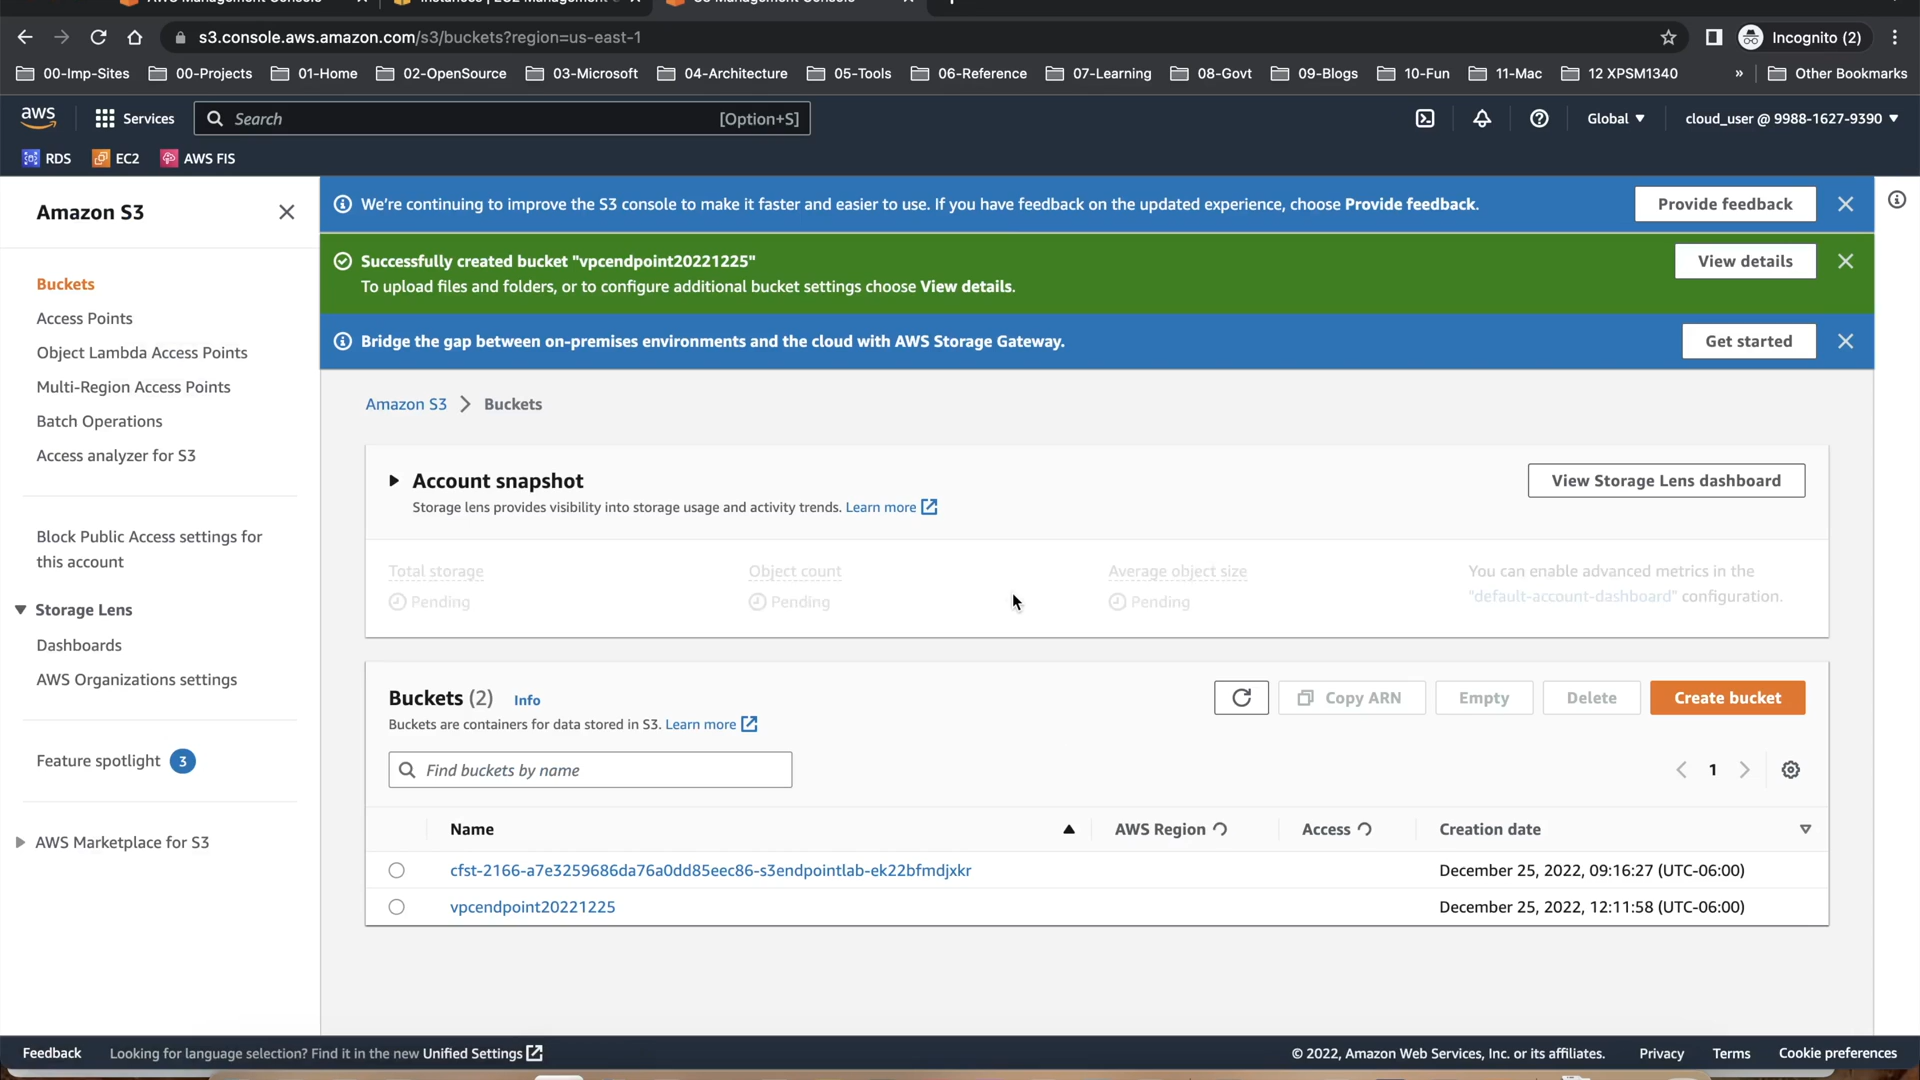 AWS Management Console
Instances | EC2 Management
S3 Management Console
s3.console.aws.amazon.com/s3/buckets?region=us-east-1
Incognito (2)
00-Imp-Sites 00-Projects 01-Home 02-OpenSource 03-Microsoft 04-Architecture 05-Tools 06-Reference 07-Learning 08-Govt 09-Blogs 10-Fun 11-Mac 12 XPSM1340 » Other Bookmarks
aws Services Search [Option+S] Global cloud_user @ 9988-1627-9390
RDS EC2 AWS FIS
Amazon S3
Buckets
Access Points
Object Lambda Access Points
Multi-Region Access Points
Batch Operations
Access analyzer for S3
Block Public Access settings for
this account
Storage Lens
Dashboards
AWS Organizations settings
Feature spotlight 3
AWS Marketplace for S3
We're continuing to improve the S3 console to make it faster and easier to use. If you have feedback on the updated experience, choose Provide feedback. Provide feedback
Successfully created bucket "vpcendpoint20221225" View details
To upload files and folders, or to configure additional bucket settings choose View details.
Bridge the gap between on-premises environments and the cloud with AWS Storage Gateway. Get started
Amazon S3 > Buckets
Account snapshot View Storage Lens dashboard
Storage lens provides visibility into storage usage and activity trends. Learn more
Total storage Object count Average object size You can enable advanced metrics in the
Pending Pending Pending "default-account-dashboard" configuration.
Buckets (2) Info Copy ARN Empty Delete Create bucket
Buckets are containers for data stored in S3. Learn more
Find buckets by name 1
Name AWS Region Access Creation date
cfst-2166-a7e3259686da76a0dd85eec86-s3endpointlab-ek22bfmdjxkr December 25, 2022, 09:16:27 (UTC-06:00)
vpcendpoint20221225 December 25, 2022, 12:11:58 (UTC-06:00)
Feedback Looking for language selection? Find it in the new Unified Settings © 2022, Amazon Web Services, Inc. or its affiliates. Privacy Terms Cookie preferences